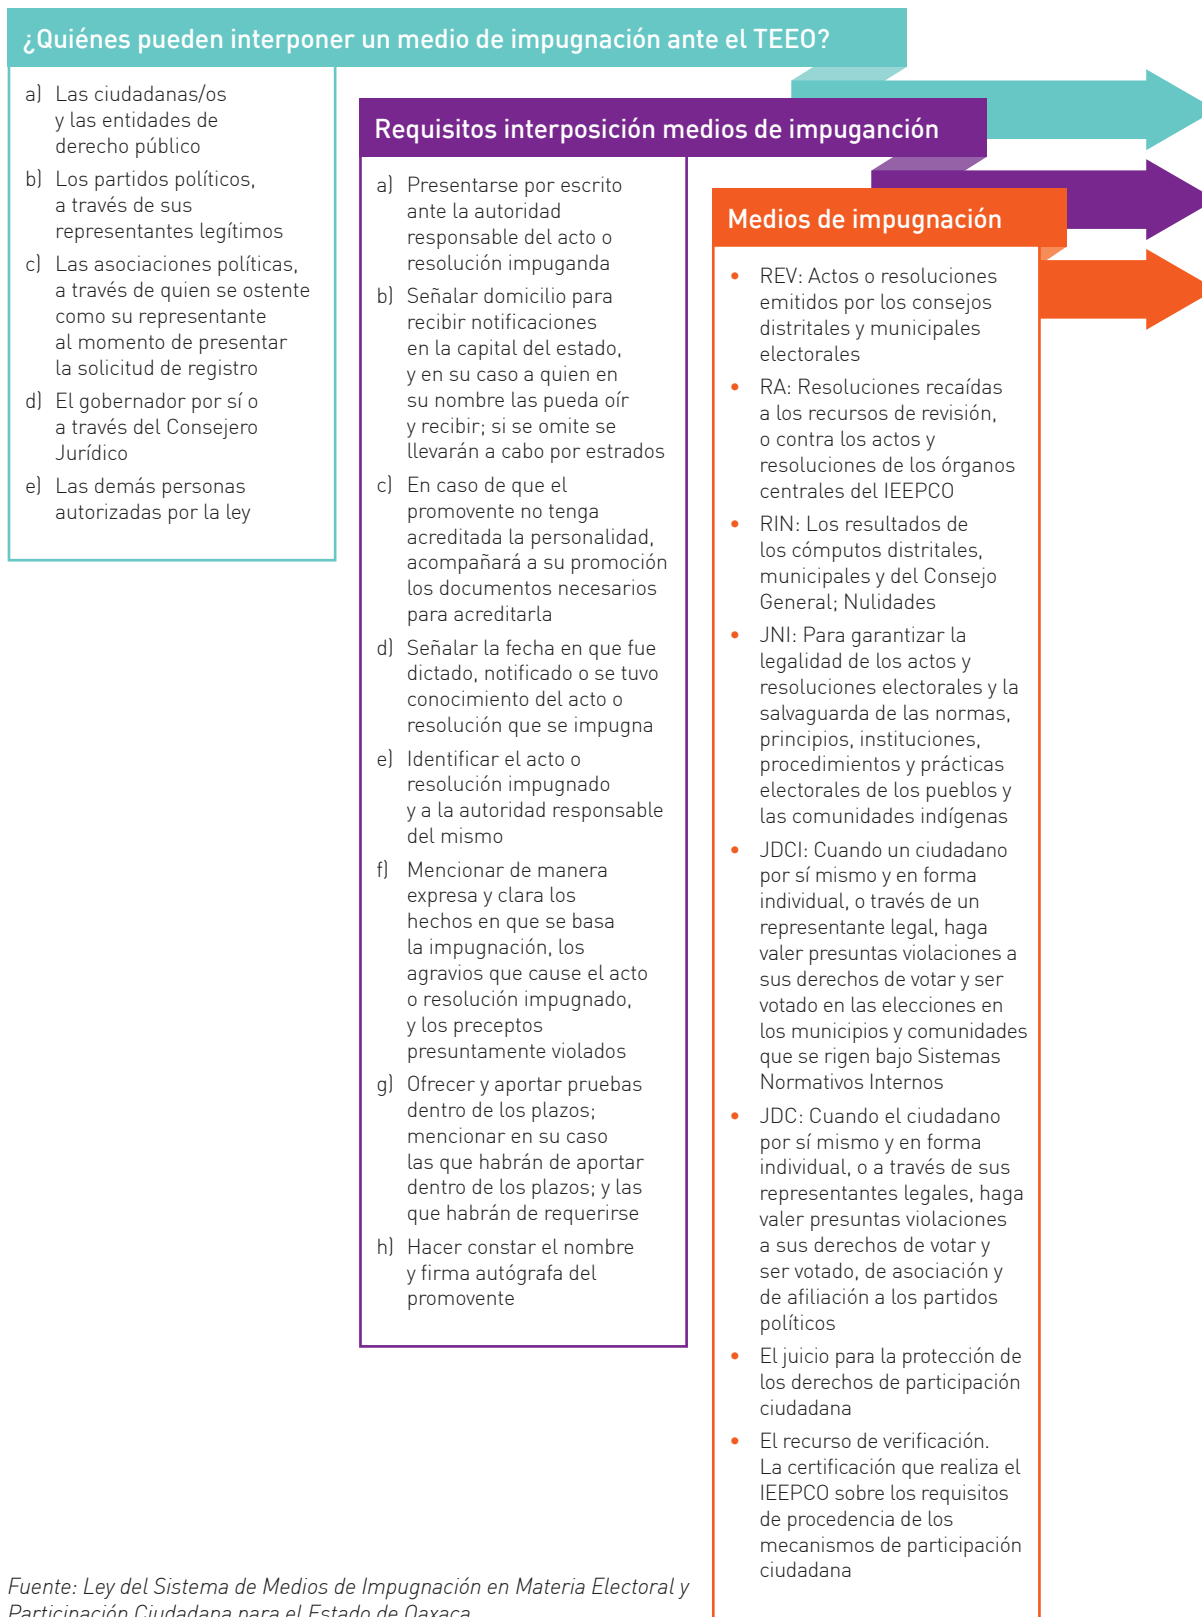 ¿Quiénes pueden interponer un medio de impugnación ante el TEEO?
a) Las ciudadanas/os
y las entidades de
derecho público
b) Los partidos políticos,
a través de sus
representantes legítimos
c) Las asociaciones políticas,
a través de quien se ostente
como su representante
al momento de presentar
la solicitud de registro
d) El gobernador por sí o
a través del Consejero
Jurídico
e) Las demás personas
autorizadas por la ley
Requisitos interposición medios de impuganción
a) Presentarse por escrito
ante la autoridad
responsable del acto o
resolución impuganda
b) Señalar domicilio para
recibir notificaciones
en la capital del estado,
y en su caso a quien en
su nombre las pueda oír
y recibir; si se omite se
llevarán a cabo por estrados
c) En caso de que el
promovente no tenga
acreditada la personalidad,
acompañará a su promoción
los documentos necesarios
para acreditarla
d) Señalar la fecha en que fue
dictado, notificado o se tuvo
conocimiento del acto o
resolución que se impugna
e) Identificar el acto o
resolución impugnado
y a la autoridad responsable
del mismo
f) Mencionar de manera
expresa y clara los
hechos en que se basa
la impugnación, los
agravios que cause el acto
o resolución impugnado,
y los preceptos
presuntamente violados
g) Ofrecer y aportar pruebas
dentro de los plazos;
mencionar en su caso
las que habrán de aportar
dentro de los plazos; y las
que habrán de requerirse
h) Hacer constar el nombre
y firma autógrafa del
promovente
Medios de impugnación
• REV: Actos o resoluciones
emitidos por los consejos
distritales y municipales
electorales
• RA: Resoluciones recaídas
a los recursos de revisión,
o contra los actos y
resoluciones de los órganos
centrales del IEEPCO
• RIN: Los resultados de
los cómputos distritales,
municipales y del Consejo
General; Nulidades
• JNI: Para garantizar la
legalidad de los actos y
resoluciones electorales y la
salvaguarda de las normas,
principios, instituciones,
procedimientos y prácticas
electorales de los pueblos y
las comunidades indígenas
• JDCI: Cuando un ciudadano
por sí mismo y en forma
individual, o través de un
representante legal, haga
valer presuntas violaciones a
sus derechos de votar y ser
votado en las elecciones en
los municipios y comunidades
que se rigen bajo Sistemas
Normativos Internos
• JDC: Cuando el ciudadano
por sí mismo y en forma
individual, o a través de sus
representantes legales, haga
valer presuntas violaciones
a sus derechos de votar y
ser votado, de asociación y
de afiliación a los partidos
políticos
• El juicio para la protección de
los derechos de participación
ciudadana
• El recurso de verificación.
La certificación que realiza el
IEEPCO sobre los requisitos
de procedencia de los
mecanismos de participación
ciudadana
Fuente: Ley del Sistema de Medios de Impugnación en Materia Electoral y
Participación Ciudadana para el Estado de Oaxaca